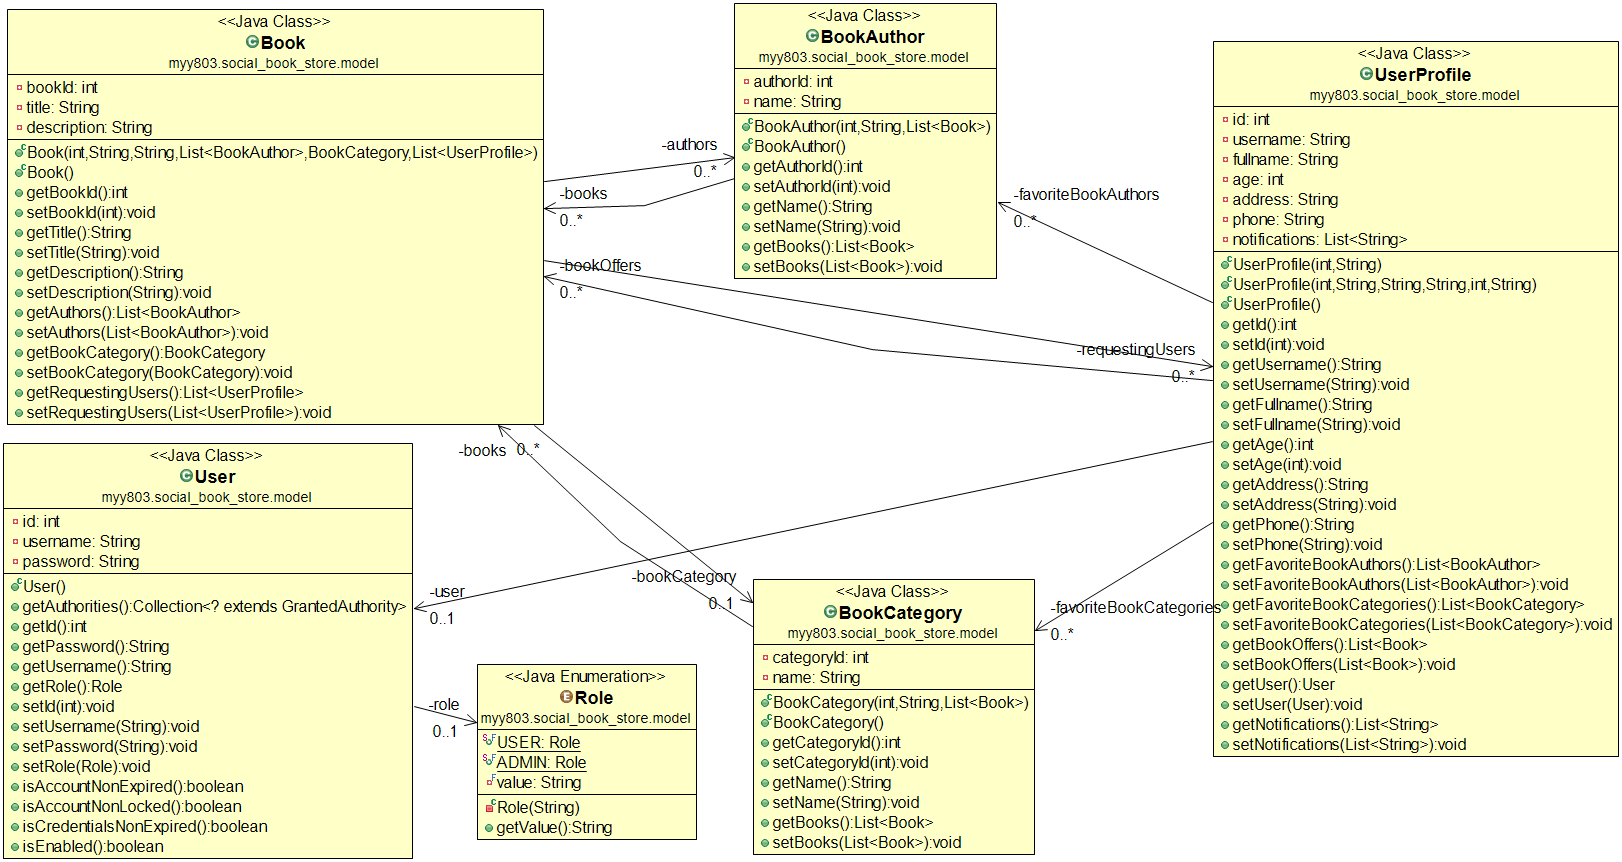 <<Java Class>>
Book
myy803.social_book_store.model
bookId: int
title: String
description: String
Book(int,String,String,List<BookAuthor>,BookCategory,List<UserProfile>)
Book()
getBookId():int
setBookId(int):void
getTitle():String
setTitle(String):void
getDescription():String
setDescription(String):void
getAuthors():List<BookAuthor>
setAuthors(List<BookAuthor>):void
getBookCategory():BookCategory
setBookCategory(BookCategory):void
getRequestingUsers():List<UserProfile>
setRequestingUsers(List<UserProfile>):void
-authors
0..*
-books
0..*
-bookOffers
0..*
<<Java Class>>
BookAuthor
myy803.social_book_store.model
authorId: int
name: String
BookAuthor(int,String,List<Book>)
BookAuthor()
getAuthorId():int
setAuthorId(int):void
getName():String
setName(String):void
getBooks():List<Book>
setBooks(List<Book>):void
-favoriteBookAuthors
0..*
-requestingUsers
0..*
<<Java Class>>
UserProfile
myy803.social_book_store.model
id: int
username: String
fullname: String
age: int
address: String
phone: String
notifications: List<String>
UserProfile(int,String)
UserProfile(int,String,String,String,int,String)
UserProfile()
getId():int
setId(int):void
getUsername():String
setUsername(String):void
getFullname():String
setFullname(String):void
getAge():int
setAge(int):void
getAddress():String
setAddress(String):void
getPhone():String
setPhone(String):void
getFavoriteBookAuthors():List<BookAuthor>
setFavoriteBookAuthors(List<BookAuthor>):void
getFavoriteBookCategories():List<BookCategory>
setFavoriteBookCategories(List<BookCategory>):void
getBookOffers():List<Book>
setBookOffers(List<Book>):void
getUser():User
setUser(User):void
getNotifications():List<String>
setNotifications(List<String>):void
<<Java Class>>
User
myy803.social_book_store.model
id: int
username: String
password: String
User()
getAuthorities():Collection<? extends GrantedAuthority>
getId():int
getPassword():String
getUsername():String
getRole():Role
setId(int):void
setUsername(String):void
setPassword(String):void
setRole(Role):void
isAccountNonExpired():boolean
isAccountNonLocked():boolean
isCredentialsNonExpired():boolean
isEnabled():boolean
-books 0..*
-user
0..1
-role
0..1
<<Java Enumeration>>
Role
myy803.social_book_store.model
USER: Role
ADMIN: Role
value: String
Role(String)
getValue():String
-bookCategory
0..1
<<Java Class>>
BookCategory
myy803.social_book_store.model
categoryId: int
name: String
BookCategory(int,String,List<Book>)
BookCategory()
getCategoryId():int
setCategoryId(int):void
getName():String
setName(String):void
getBooks():List<Book>
setBooks(List<Book>):void
-favoriteBookCategories
0..*